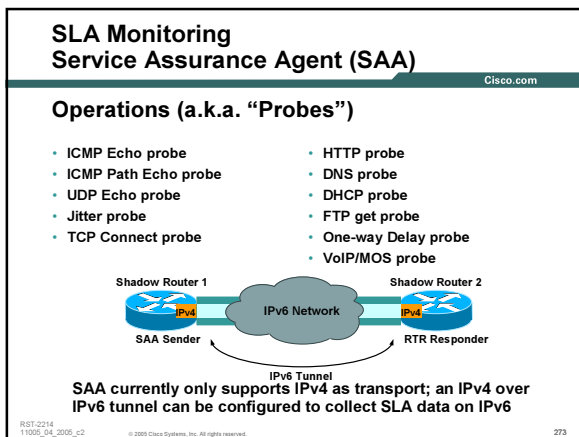 SLA Monitoring
Service Assurance Agent (SAA)
Cisco.com
Operations (a.k.a. “Probes”)
• ICMP Echo probe
• ICMP Path Echo probe
• UDP Echo probe
• Jitter probe
• TCP Connect probe
• HTTP probe
• DNS probe
• DHCP probe
• FTP get probe
• One-way Delay probe
• VoIP/MOS probe
Shadow Router 1
Shadow Router 2
IPv4
IPv6 Network
IPv4
SAA Sender
RTR Responder
IPv6 Tunnel
SAA currently only supports IPv4 as transport; an IPv4 over
IPv6 tunnel can be configured to collect SLA data on IPv6
RST-2214
11005_04_2005_c2
© 2005 Cisco Systems, Inc. All rights reserved.
273